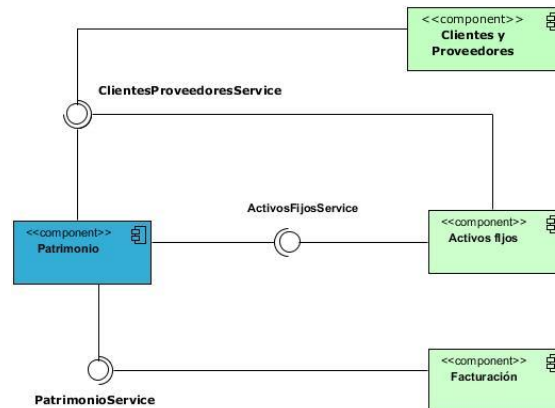 <<component>>
Clientes y
Proveedores
ClientesProveedoresService
ActivosFijosService
<<component>>
Patrimonio
<<component>>
Activos fijos
<<component>>
Facturación
PatrimonioService